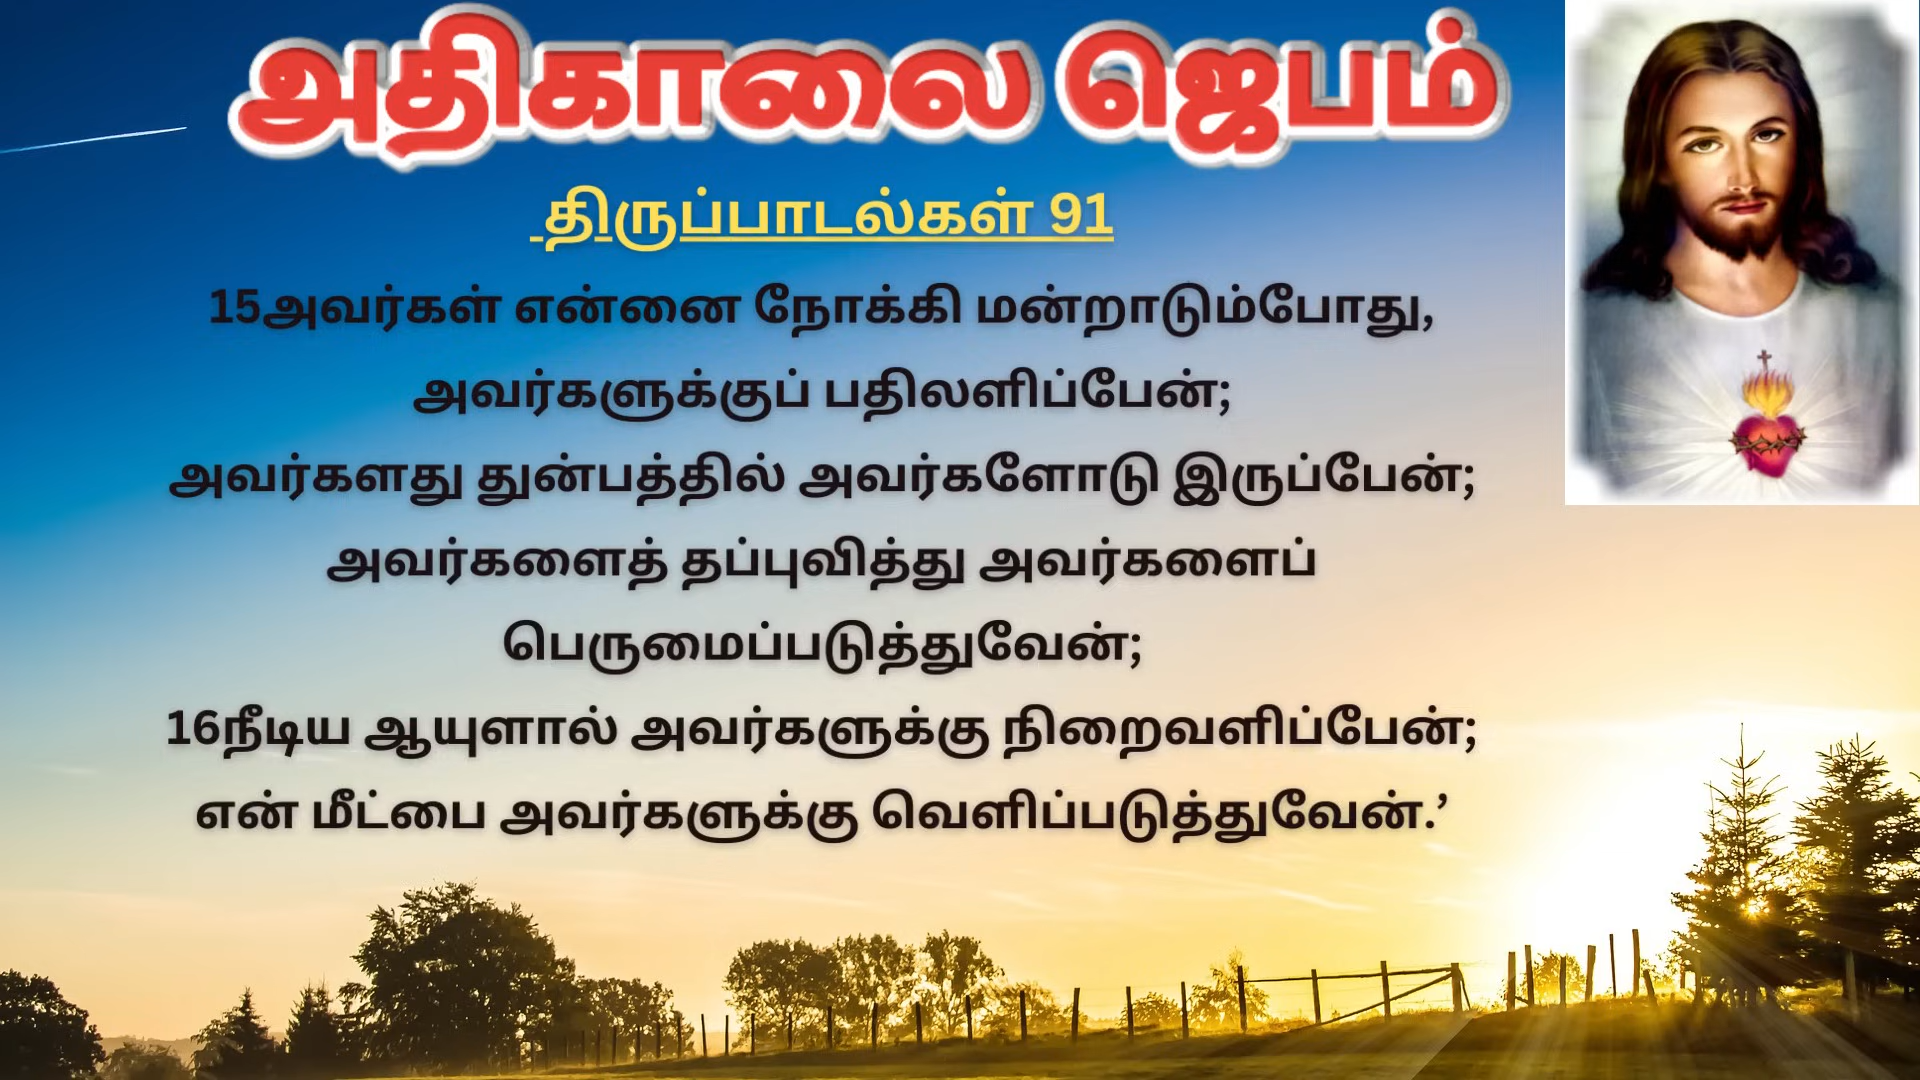 அதிகாலை ஜெபம்
திருப்பாடல்கள் 91
15அவர்கள் என்னை நோக்கி மன்றாடும்போது,
அவர்களுக்குப் பதிலளிப்பேன்;
அவர்களது துன்பத்தில் அவர்களோடு இருப்பேன்;
அவர்களைத் தப்புவித்து அவர்களைப்
பெருமைப்படுத்துவேன்;
16நீடிய ஆயுளால் அவர்களுக்கு நிறைவளிப்பேன்;
என் மீட்பை அவர்களுக்கு வெளிப்படுத்துவேன்.’